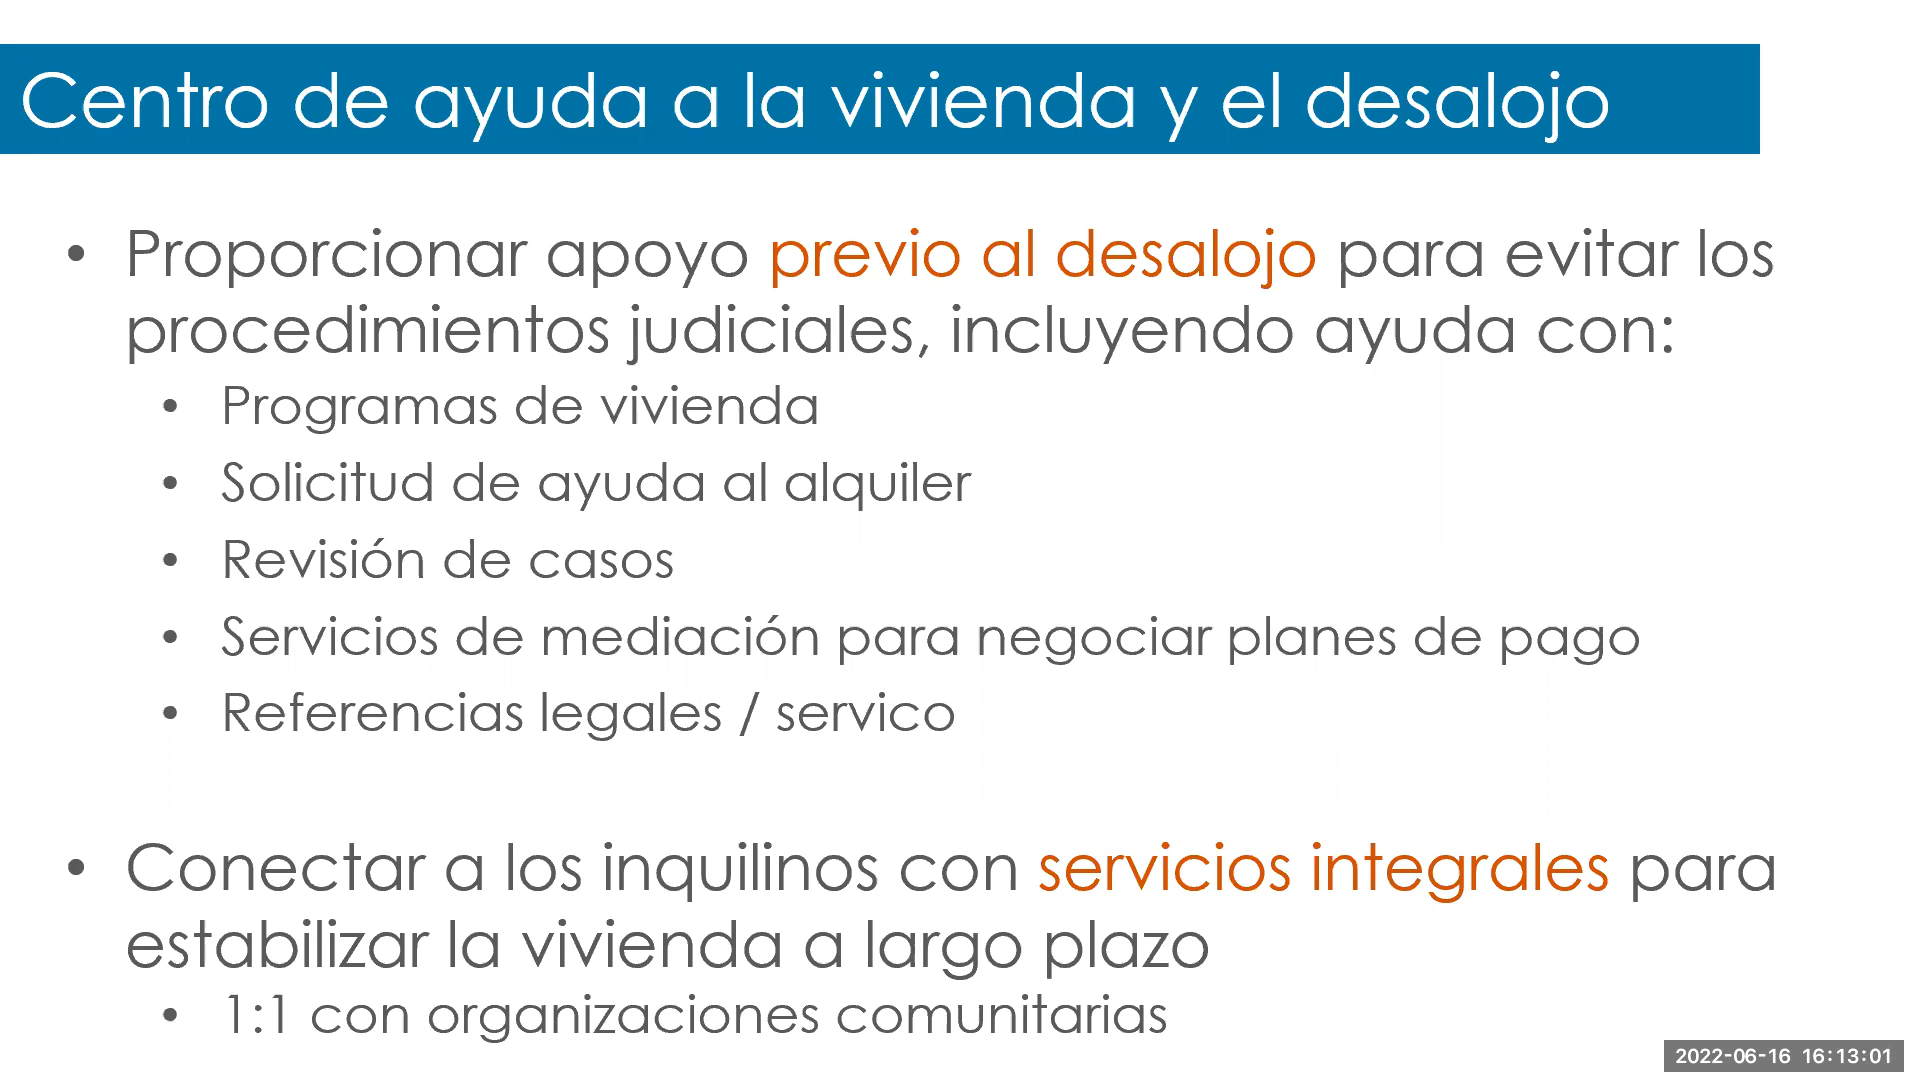 Centro de ayuda a la vivienda y el desalojo
• Proporcionar apoyo previo al desalojo para evitar los
procedimientos judiciales, incluyendo ayuda con:
• Programas de vivienda
• Solicitud de ayuda al alquiler
• Revisión de casos
• Servicios de mediación para negociar planes de pago
• Referencias legales / servico
• Conectar a los inquilinos con servicios integrales para
estabilizar la vivienda a largo plazo
• 1:1 con organizaciones comunitarias
2022-06-16 16:13:01